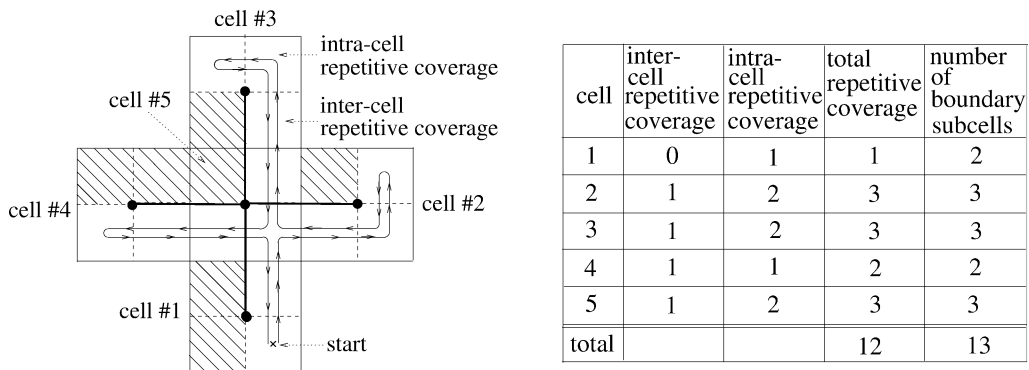 cell #3
intra-cell
repetitive coverage
cell #5
inter-cell
repetitive coverage
cell #4
cell #2
cell #1
start
cell
inter-
cell
repetitive
coverage
intra-
cell
repetitive
coverage
total
repetitive
coverage
number
of
boundary
subcells
1 0 1 1 2
2 1 2 3 3
3 1 2 3 3
4 1 1 2 2
5 1 2 3 3
total 12 13